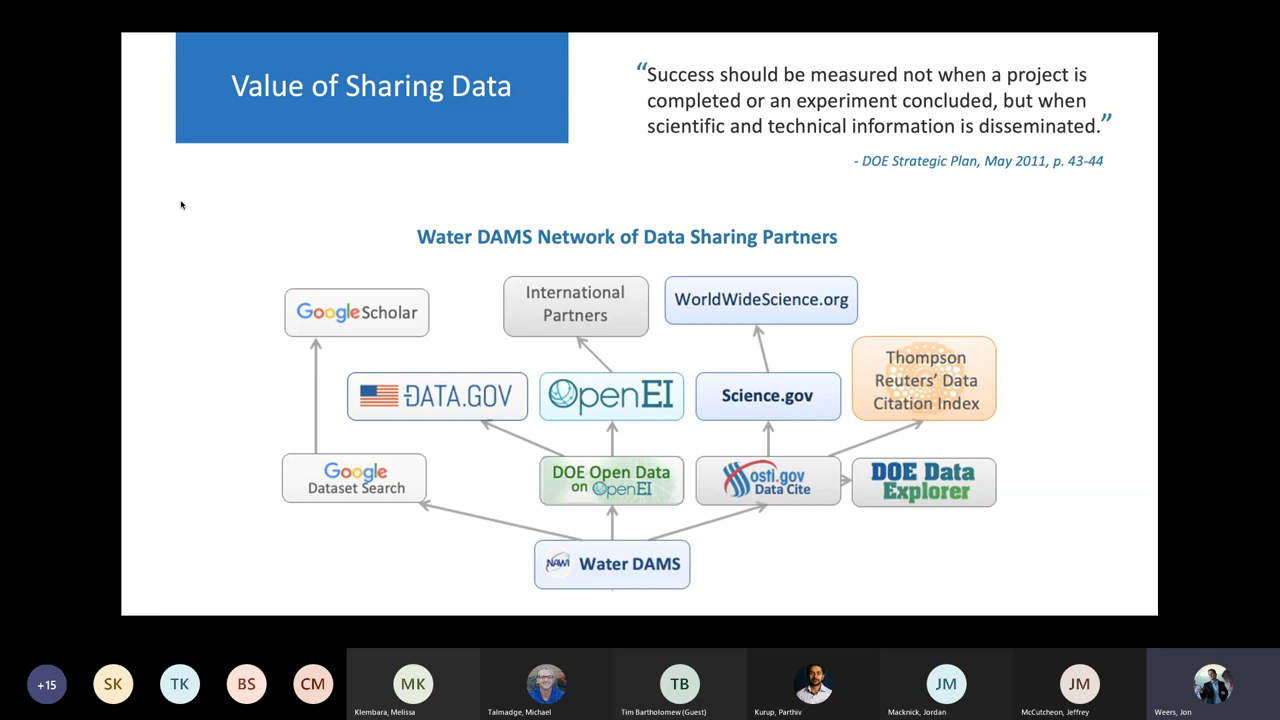 Value of Sharing Data
“Success should be measured not when a project is
completed or an experiment concluded, but when
scientific and technical information is disseminated.”
- DOE Strategic Plan, May 2011, p. 43-44
Water DAMS Network of Data Sharing Partners
Google Scholar
International
Partners
WorldWideScience.org
DATA.GOV
OpenEI
Science.gov
Thompson
Reuters’ Data
Citation Index
Google
Dataset Search
DOE Open Data
on OpenEI
osti.gov
Data Cite
DOE Data
Explorer
NAWI Water DAMS
+15
SK
TK
BS
CM
MK
TB
JM
JM
Klembara, Melissa
Talmadge, Michael
Tim Bartholomew (Guest)
Kurup, Parthiv
Macknick, Jordan
McCutcheon, Jeffrey
Weers, Jon